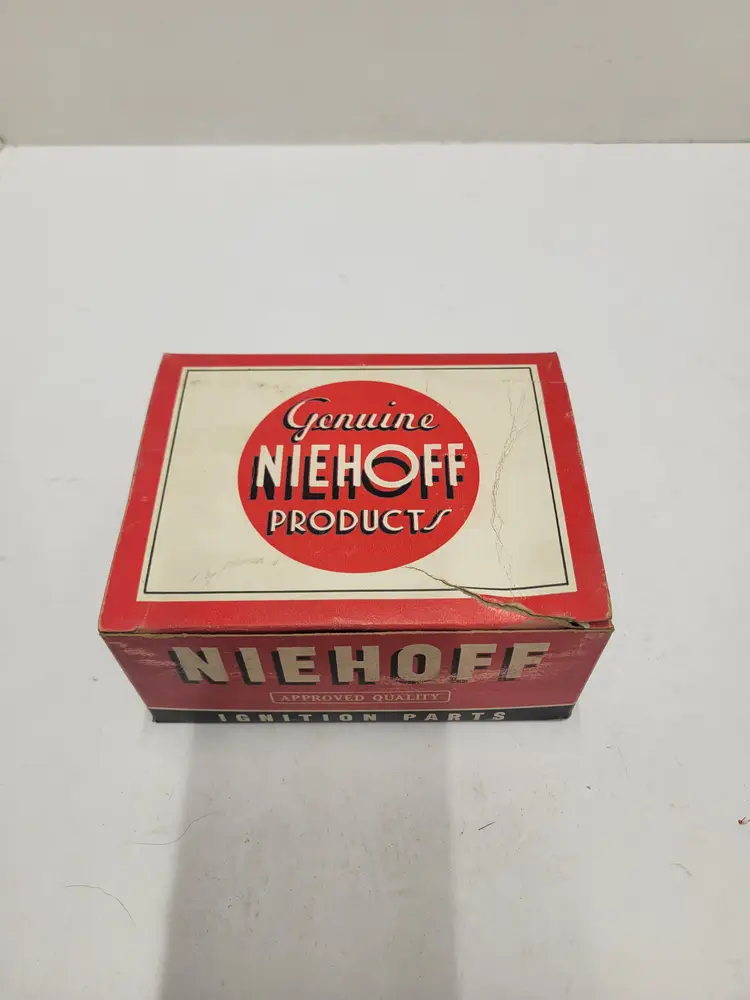 Genuine
NIEHOFF
PRODUCTS
NIEHOFF
APPROVED QUALITY
IGNITION PARTS